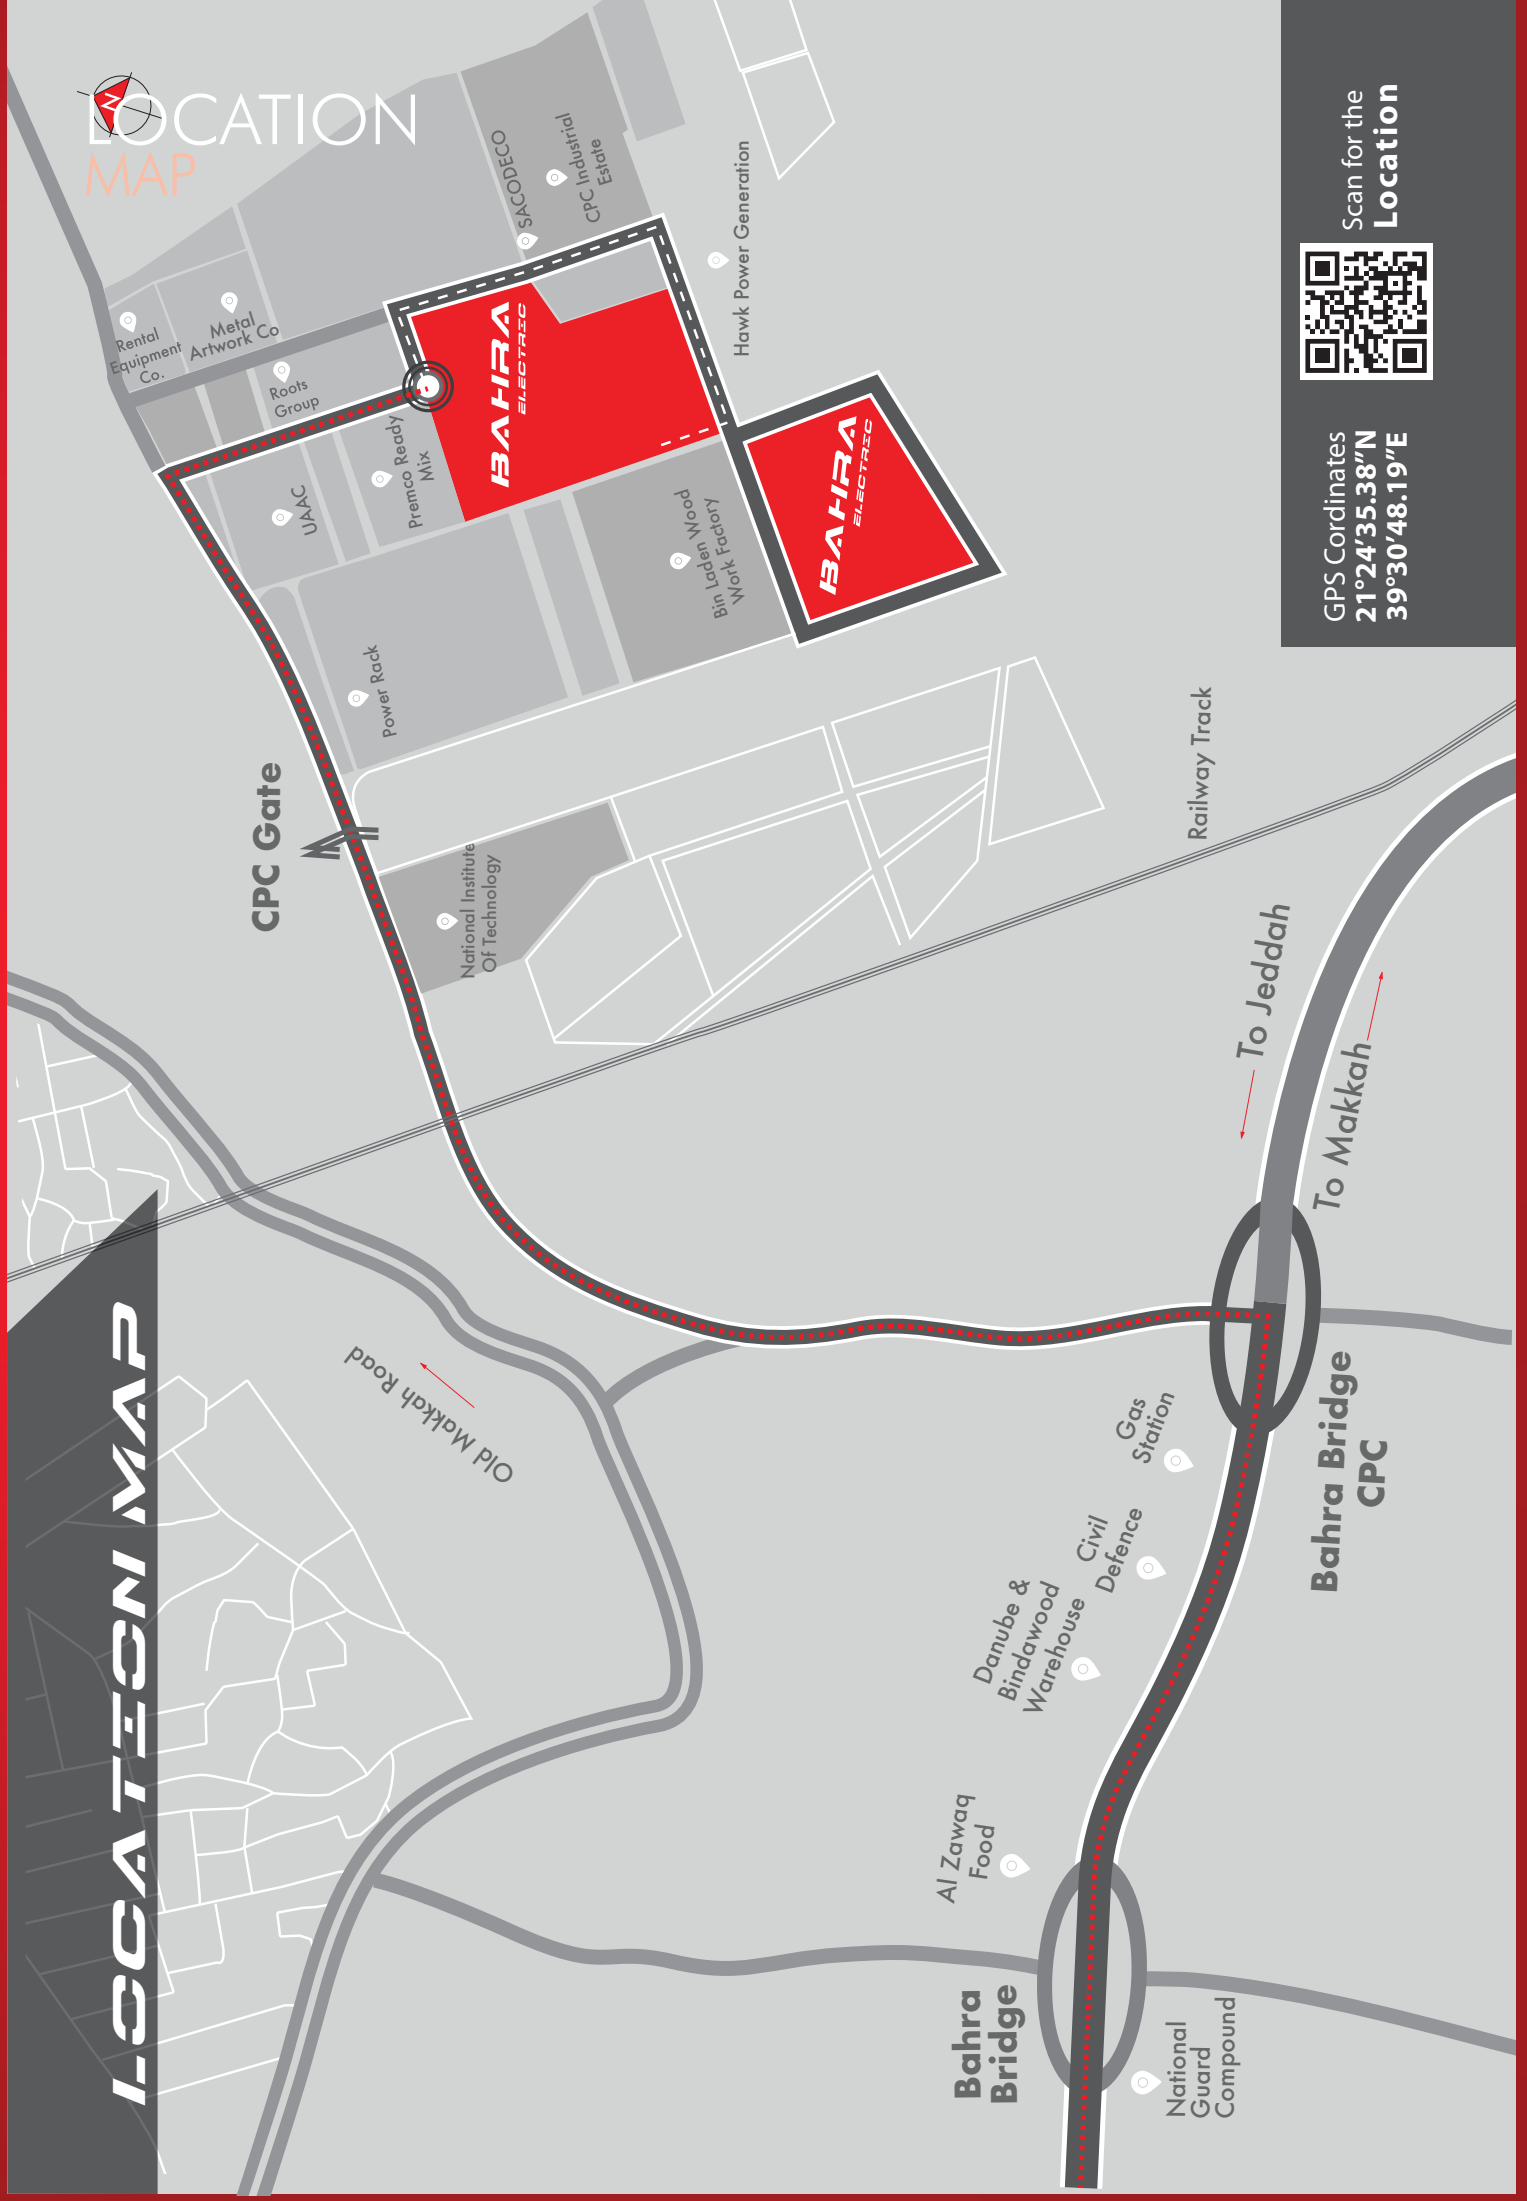 LOCATION MAP
LOCATION
MAP
N
Rental
Equipment
Co.
Metal
Artwork Co
Roots
Group
UAAC
Premco Ready
Mix
Power Rack
SACODECO
CPC Industrial
Estate
Hawk Power Generation
BAHRA
ELECTRIC
Bin Laden Wood
Work Factory
BAHRA
ELECTRIC
CPC Gate
National Institute
Of Technology
Railway Track
Old Makkah Road
To Jeddah
To Makkah
Bahra Bridge
CPC
Gas
Station
Civil
Defence
Danube &
Bindawood
Warehouse
Al Zawaq
Food
Bahra
Bridge
National
Guard
Compound
GPS Cordinates
21°24’35.38”N
39°30’48.19”E
Scan for the
Location